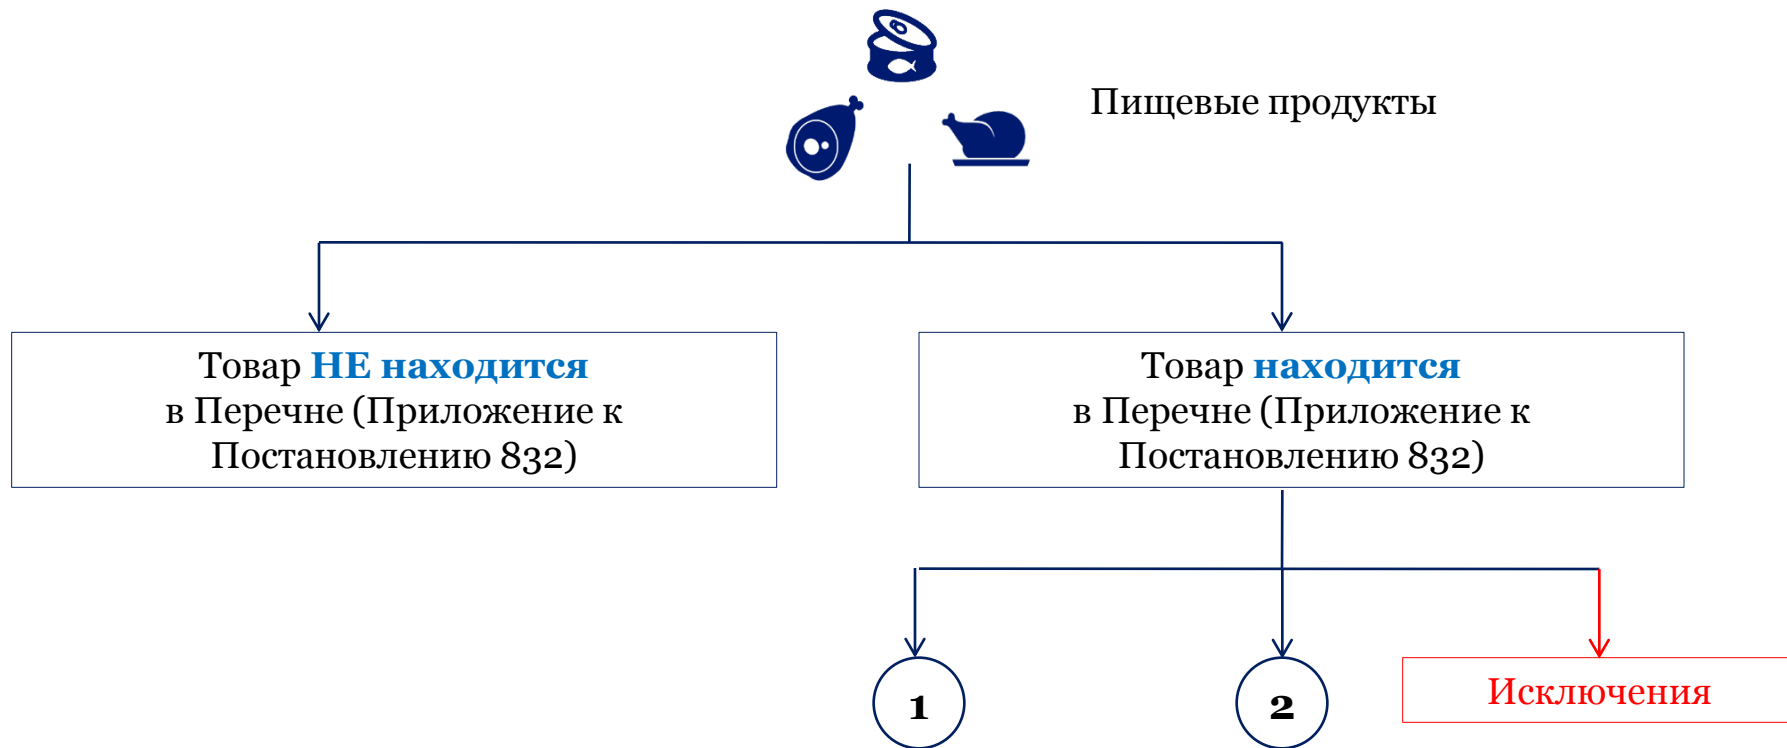 Пищевые продукты
Товар НЕ находится
в Перечне (Приложение к
Постановлению 832)
Товар находится
в Перечне (Приложение к
Постановлению 832)
1
2
Исключения